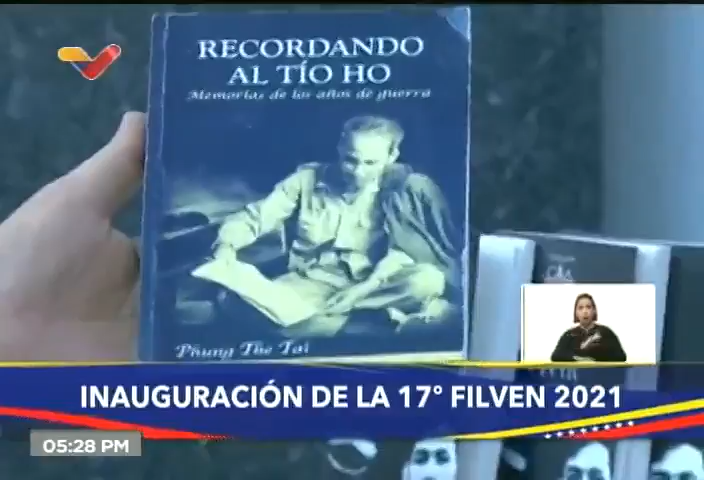 RECORDANDO
AL TÍO HO
Memorias de los años de guerra
Phung The Tai
INAUGURACIÓN DE LA 17° FILVEN 2021
05:28 PM